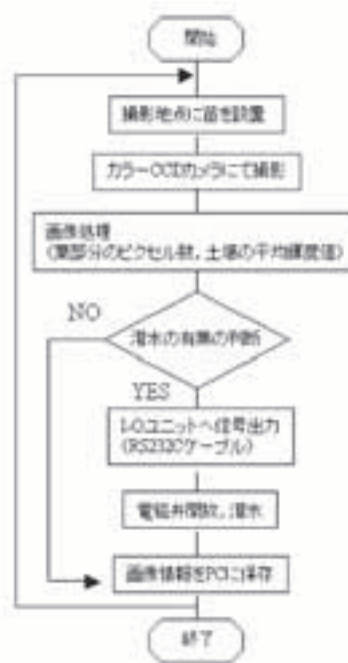 開始
撮影地点に苗を設置
カラーCCDカメラにて撮影
画像処理
(葉部分のピクセル数，土壌の平均輝度値)
NO
潅水の有無の判断
YES
I-Oユニットへ信号出力
(RS232Cケーブル)
電磁弁開放，潅水
画像情報をPCに保存
終了